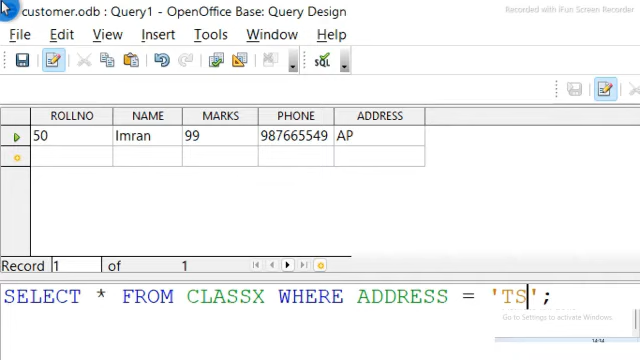 customer.odb : Query1 - OpenOffice Base: Query Design
Recorded with iFun Screen Recorder
File Edit View Insert Tools Window Help
SQL
ROLLNO NAME MARKS PHONE ADDRESS
50 Imran 99 987665549 AP
Record 1 of 1
SELECT * FROM CLASSX WHERE ADDRESS = 'TS';
Go to Settings to activate Windows.